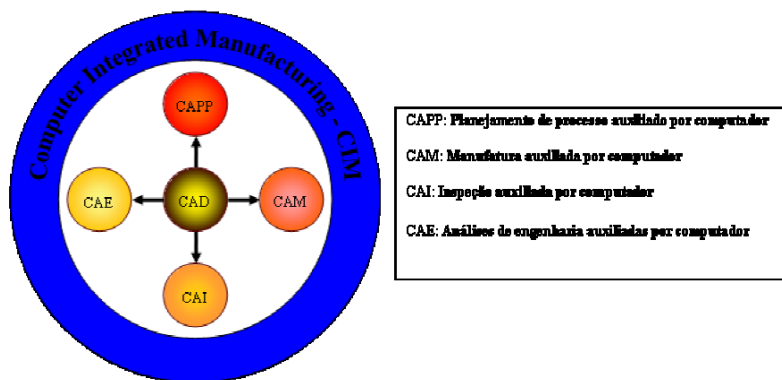 Computer Integrated Manufacturing - CIM
CAPP
CAE
CAD
CAM
CAI
CAPP: Planejamento de processo auxiliado por computador
CAM: Manufatura auxiliada por computador
CAI: Inspeção auxiliada por computador
CAE: Análises de engenharia auxiliadas por computador